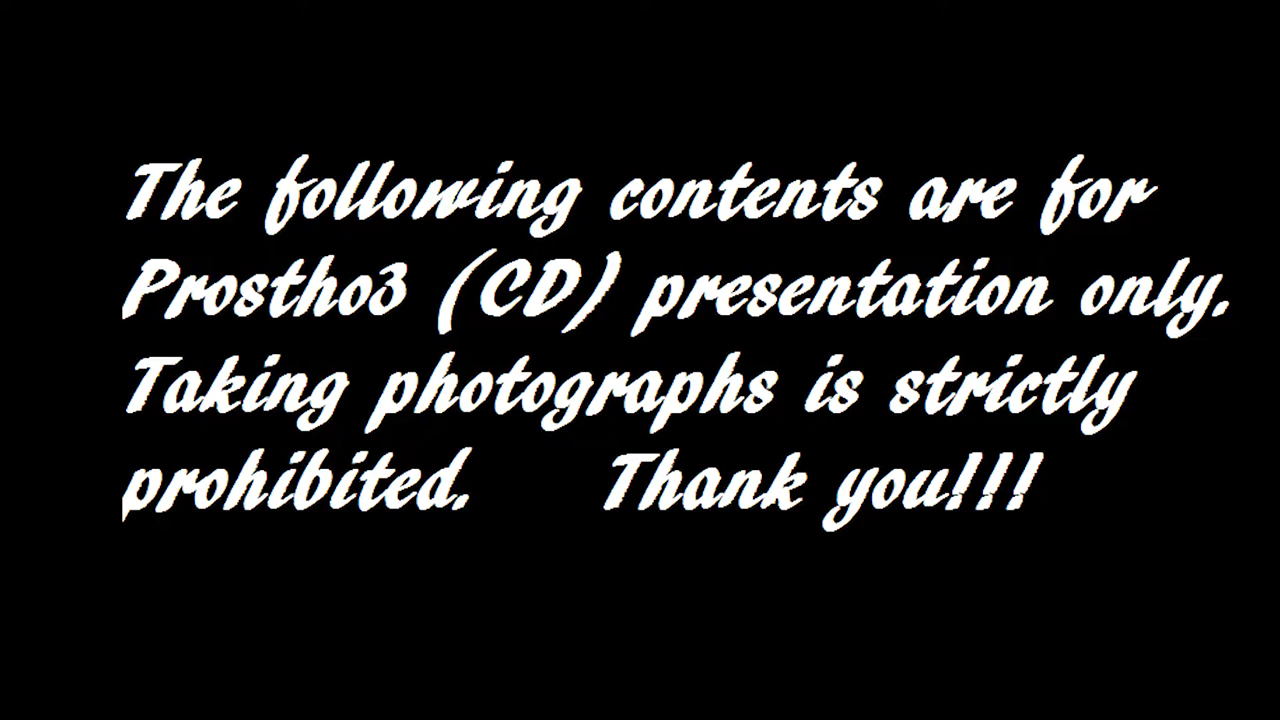 The following contents are for
Prostho3 (CD) presentation only.
Taking photographs is strictly
prohibited. Thank you!!!